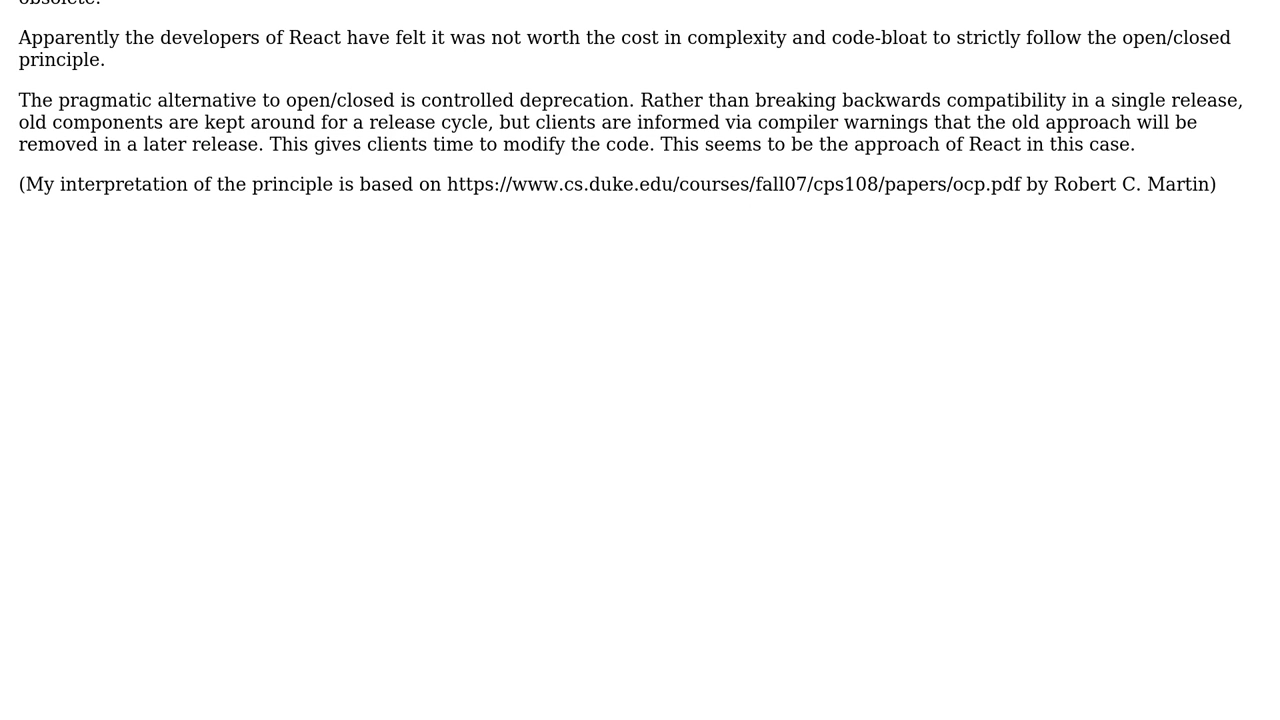 obsolete.
Apparently the developers of React have felt it was not worth the cost in complexity and code-bloat to strictly follow the open/closed
principle.
The pragmatic alternative to open/closed is controlled deprecation. Rather than breaking backwards compatibility in a single release,
old components are kept around for a release cycle, but clients are informed via compiler warnings that the old approach will be
removed in a later release. This gives clients time to modify the code. This seems to be the approach of React in this case.
(My interpretation of the principle is based on https://www.cs.duke.edu/courses/fall07/cps108/papers/ocp.pdf by Robert C. Martin)